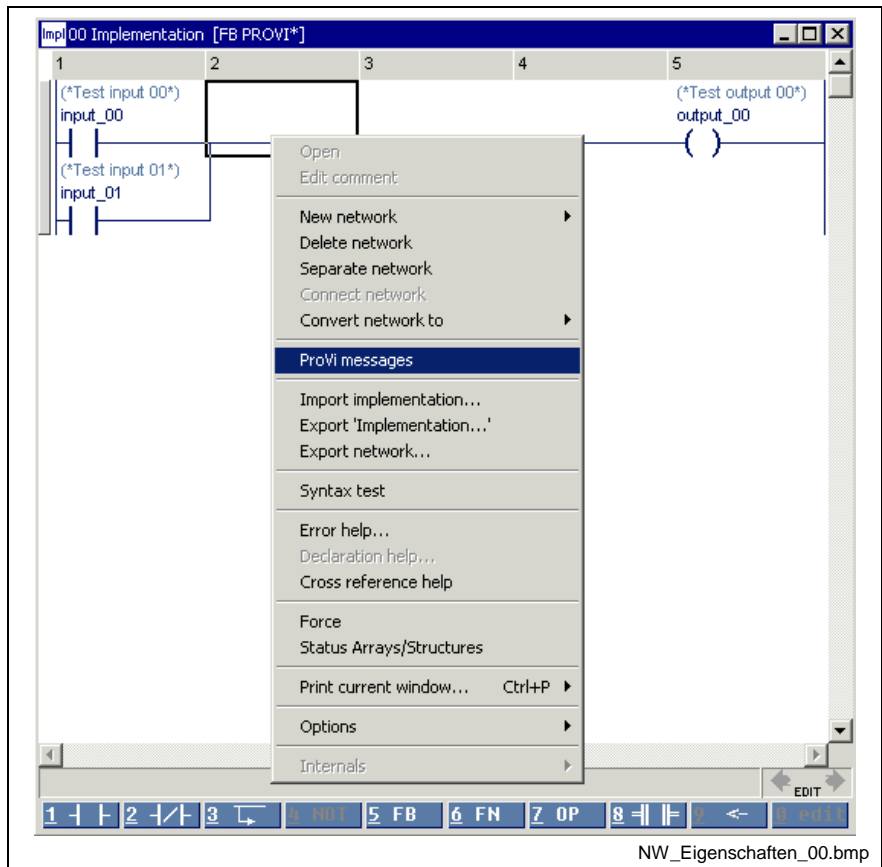 Impl 00 Implementation [FB PROVI*]
1 2 3 4 5
(*Test input 00*) (*Test output 00*)
input_00 output_00
(*Test input 01*)
input_01
Open
Edit comment
New network
Delete network
Separate network
Connect network
Convert network to
ProVi messages
Import implementation...
Export 'Implementation...'
Export network...
Syntax test
Error help...
Declaration help...
Cross reference help
Force
Status Arrays/Structures
Print current window... Ctrl+P
Options
Internals
EDIT
1 2 3 4 NOT 5 FB 6 FN 7 OP 8 9 <- 0 edit
NW_Eigenschaften_00.bmp